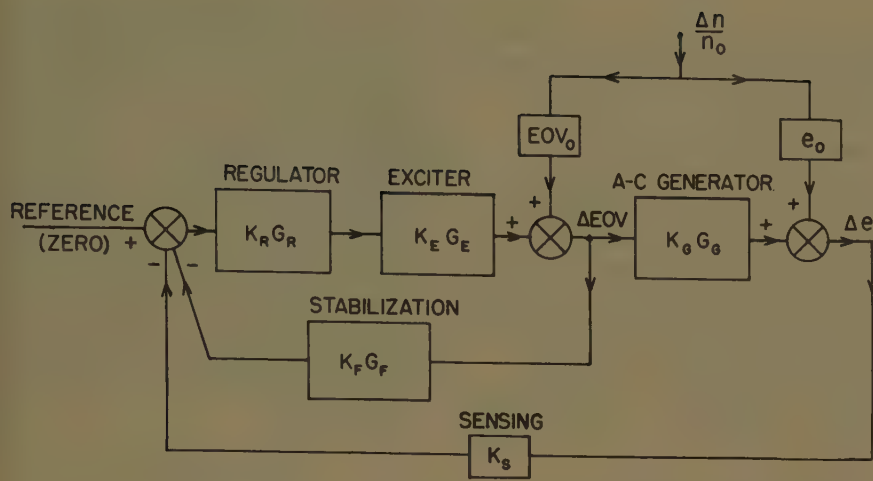 Δn
n₀
EOV₀
e₀
REGULATOR
EXCITER
A-C GENERATOR
REFERENCE
(ZERO)
+
-
-
K_R G_R
K_E G_E
+
+
ΔEOV
K_G G_G
+
+
Δe
STABILIZATION
K_F G_F
SENSING
K_S